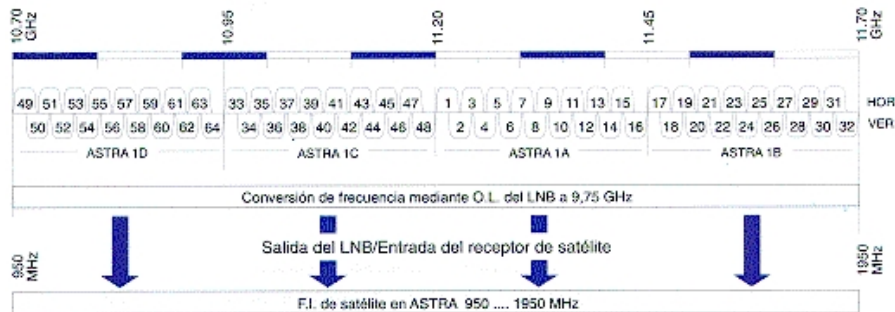 10.70 GHz
10.95
11.20
11.45
11.70 GHz
49 51 53 55 57 59 61 63 33 35 37 39 41 43 45 47 1 3 5 7 9 11 13 15 17 19 21 23 25 27 29 31 HOR
50 52 54 56 58 60 62 64 34 36 38 40 42 44 46 48 2 4 6 8 10 12 14 16 18 20 22 24 26 28 30 32 VER
ASTRA 1D ASTRA 1C ASTRA 1A ASTRA 1B
Conversión de frecuencia mediante O.L. del LNB a 9,75 GHz
Salida del LNB/Entrada del receptor de satélite
950 MHz
1950 MHz
F.I. de satélite en ASTRA 950 .... 1950 MHz